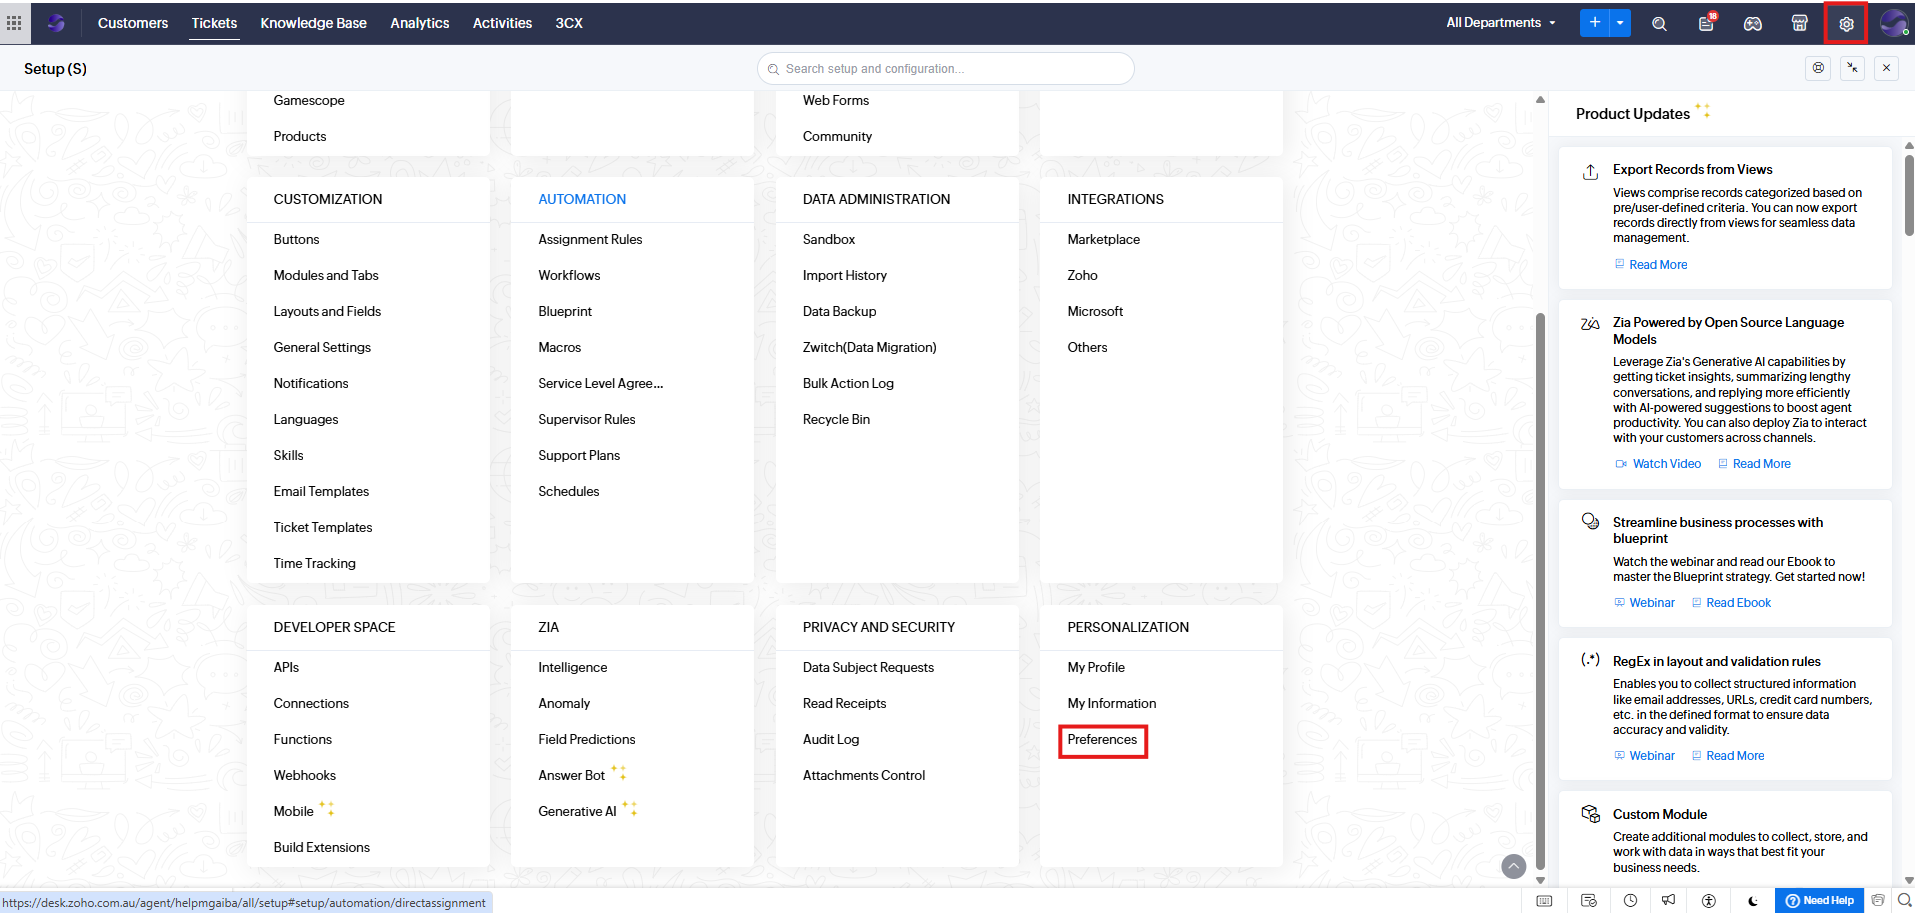 Customers
Tickets
Knowledge Base
Analytics
Activities
3CX
All Departments
18
Setup (S)
Search setup and configuration...
Gamescope
Products
Web Forms
Community
CUSTOMIZATION
Buttons
Modules and Tabs
Layouts and Fields
General Settings
Notifications
Languages
Skills
Email Templates
Ticket Templates
Time Tracking
AUTOMATION
Assignment Rules
Workflows
Blueprint
Macros
Service Level Agree...
Supervisor Rules
Support Plans
Schedules
DATA ADMINISTRATION
Sandbox
Import History
Data Backup
Zwitch(Data Migration)
Bulk Action Log
Recycle Bin
INTEGRATIONS
Marketplace
Zoho
Microsoft
Others
DEVELOPER SPACE
APIs
Connections
Functions
Webhooks
Mobile
Build Extensions
ZIA
Intelligence
Anomaly
Field Predictions
Answer Bot
Generative AI
PRIVACY AND SECURITY
Data Subject Requests
Read Receipts
Audit Log
Attachments Control
PERSONALIZATION
My Profile
My Information
Preferences
Product Updates
Export Records from Views
Views comprise records categorized based on
pre/user-defined criteria. You can now export
records directly from views for seamless data
management.
Read More
Zia
Zia Powered by Open Source Language
Models
Leverage Zia's Generative AI capabilities by
getting ticket insights, summarizing lengthy
conversations, and replying more efficiently
with AI-powered suggestions to boost agent
productivity. You can also deploy Zia to interact
with your customers across channels.
Watch Video
Read More
Streamline business processes with
blueprint
Watch the webinar and read our Ebook to
master the Blueprint strategy. Get started now!
Webinar
Read Ebook
(.*)
RegEx in layout and validation rules
Enables you to collect structured information
like email addresses, URLs, credit card numbers,
etc. in the defined format to ensure data
accuracy and validity.
Webinar
Read More
Custom Module
Create additional modules to collect, store, and
work with data in ways that best fit your
business needs.
https://desk.zoho.com.au/agent/helpmgaiba/all/setup#setup/automation/directassignment
Need Help